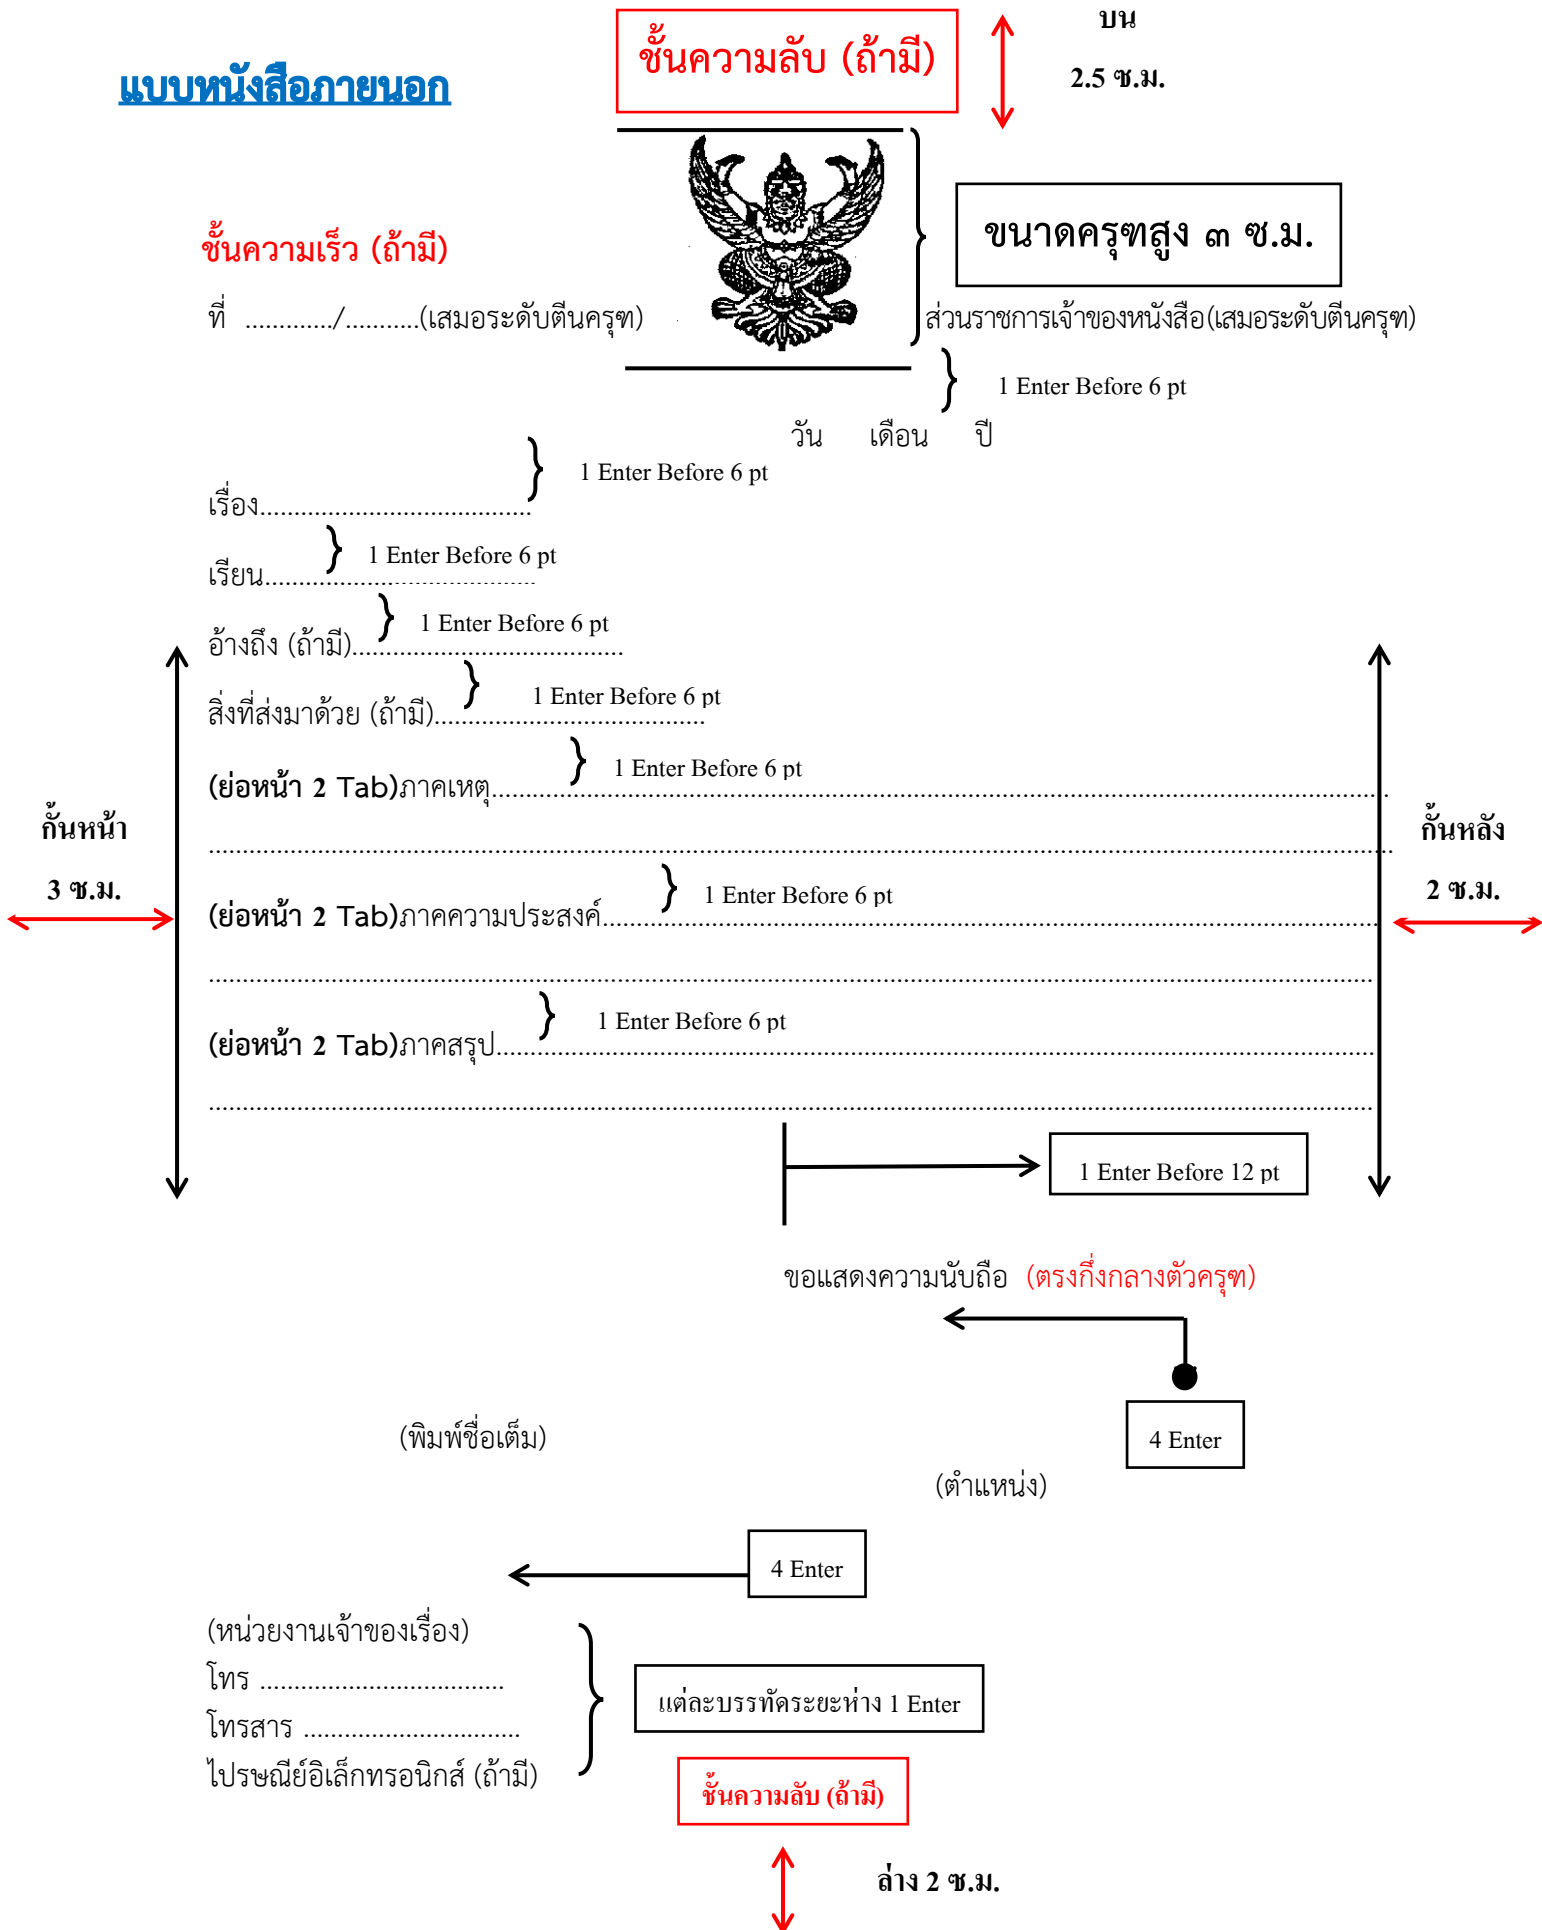 ชั้นความลับ (ถ้ามี)
บน
2.5 ซ.ม.
แบบหนังสือภายนอก
ขนาดครุฑสูง ๓ ซ.ม.
ชั้นความเร็ว (ถ้ามี)
ที่ ............/...........(เสมอระดับตีนครุฑ)
ส่วนราชการเจ้าของหนังสือ(เสมอระดับตีนครุฑ)
1 Enter Before 6 pt
วัน เดือน ปี
1 Enter Before 6 pt
เรื่อง........................................
1 Enter Before 6 pt
เรียน........................................
1 Enter Before 6 pt
อ้างถึง (ถ้ามี)........................................
1 Enter Before 6 pt
สิ่งที่ส่งมาด้วย (ถ้ามี)........................................
1 Enter Before 6 pt
(ย่อหน้า 2 Tab)ภาคเหตุ....................................................................................................
กั้นหน้า
กั้นหลัง
....................................................................................................
3 ซ.ม.
2 ซ.ม.
1 Enter Before 6 pt
(ย่อหน้า 2 Tab)ภาคความประสงค์....................................................................................................
....................................................................................................
1 Enter Before 6 pt
(ย่อหน้า 2 Tab)ภาคสรุป....................................................................................................
....................................................................................................
1 Enter Before 12 pt
ขอแสดงความนับถือ (ตรงกึ่งกลางตัวครุฑ)
(พิมพ์ชื่อเต็ม)
4 Enter
(ตำแหน่ง)
4 Enter
(หน่วยงานเจ้าของเรื่อง)
โทร ....................................
แต่ละบรรทัดระยะห่าง 1 Enter
โทรสาร ................................
ไปรษณีย์อิเล็กทรอนิกส์ (ถ้ามี)
ชั้นความลับ (ถ้ามี)
ล่าง 2 ซ.ม.